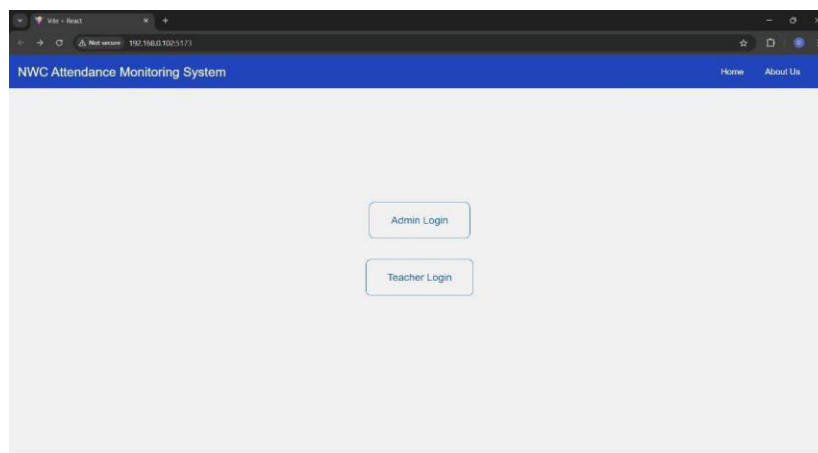 Vite + React
Not secure 192.168.0.102:5173
NWC Attendance Monitoring System Home About Us
Admin Login
Teacher Login